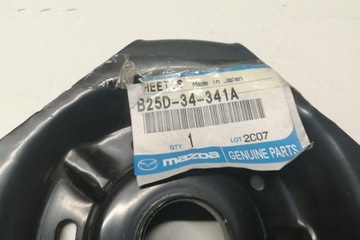 Made in Japan
B25D-34-341A
QTY
1
LOT 2C07
mazda
GENUINE PARTS